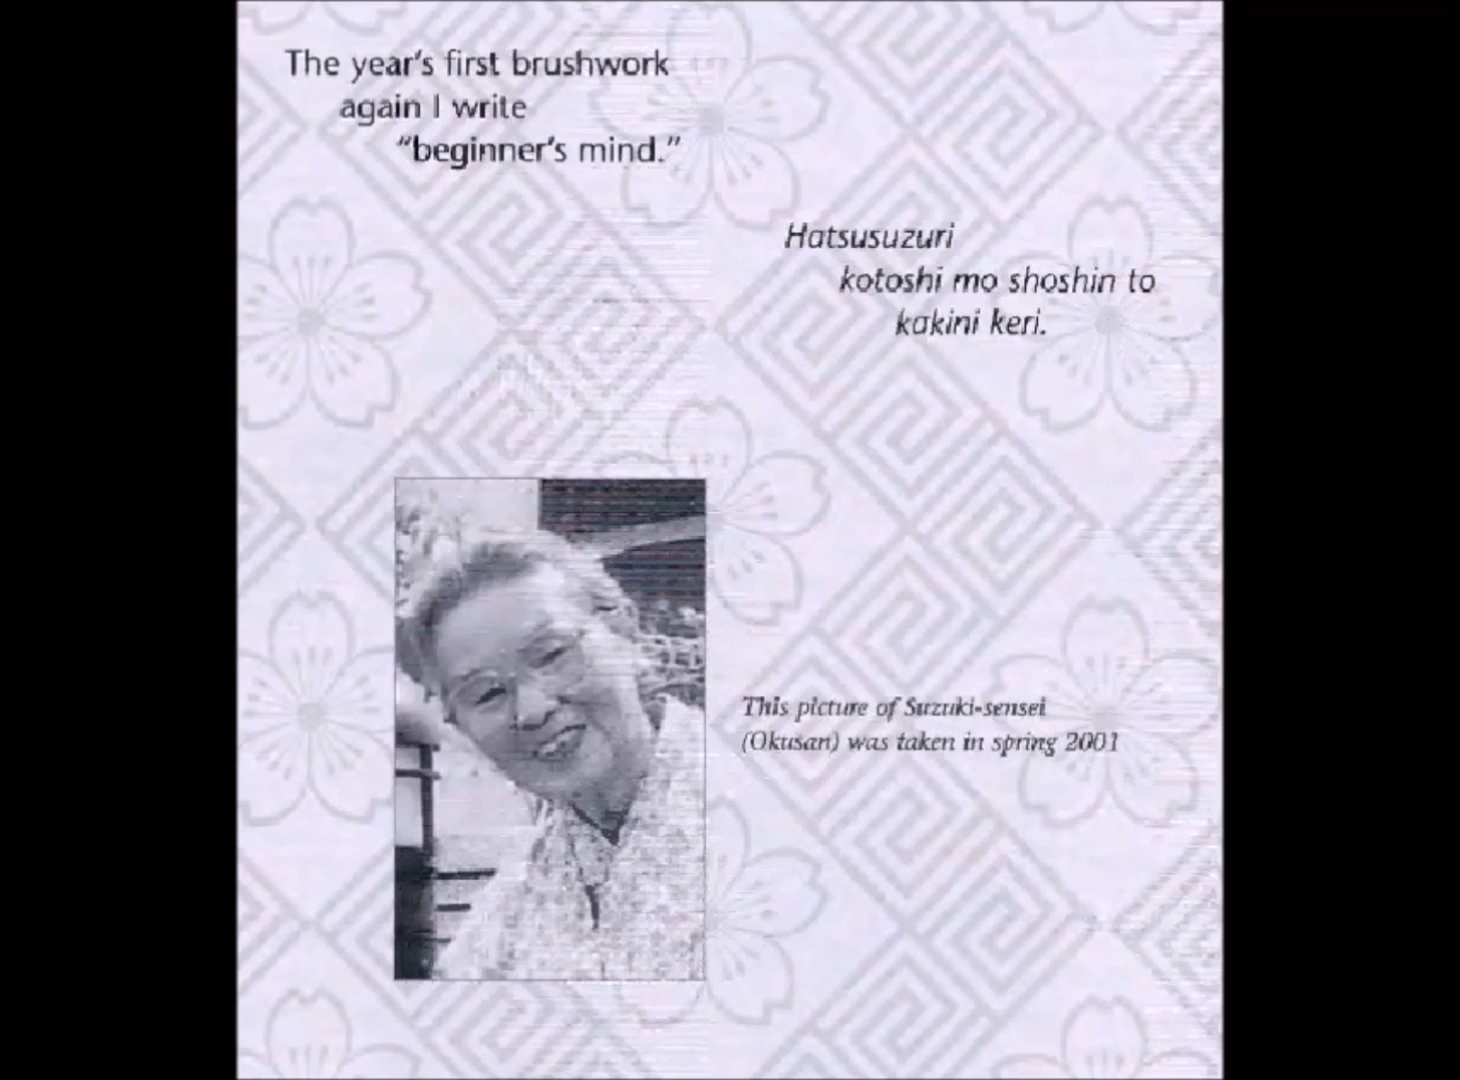 The year's first brushwork
again I write
“beginner's mind.”
Hatsusuzuri
kotoshi mo shoshin to
kakini keri.
This picture of Suzuki-sensei
(Okusan) was taken in spring 2001